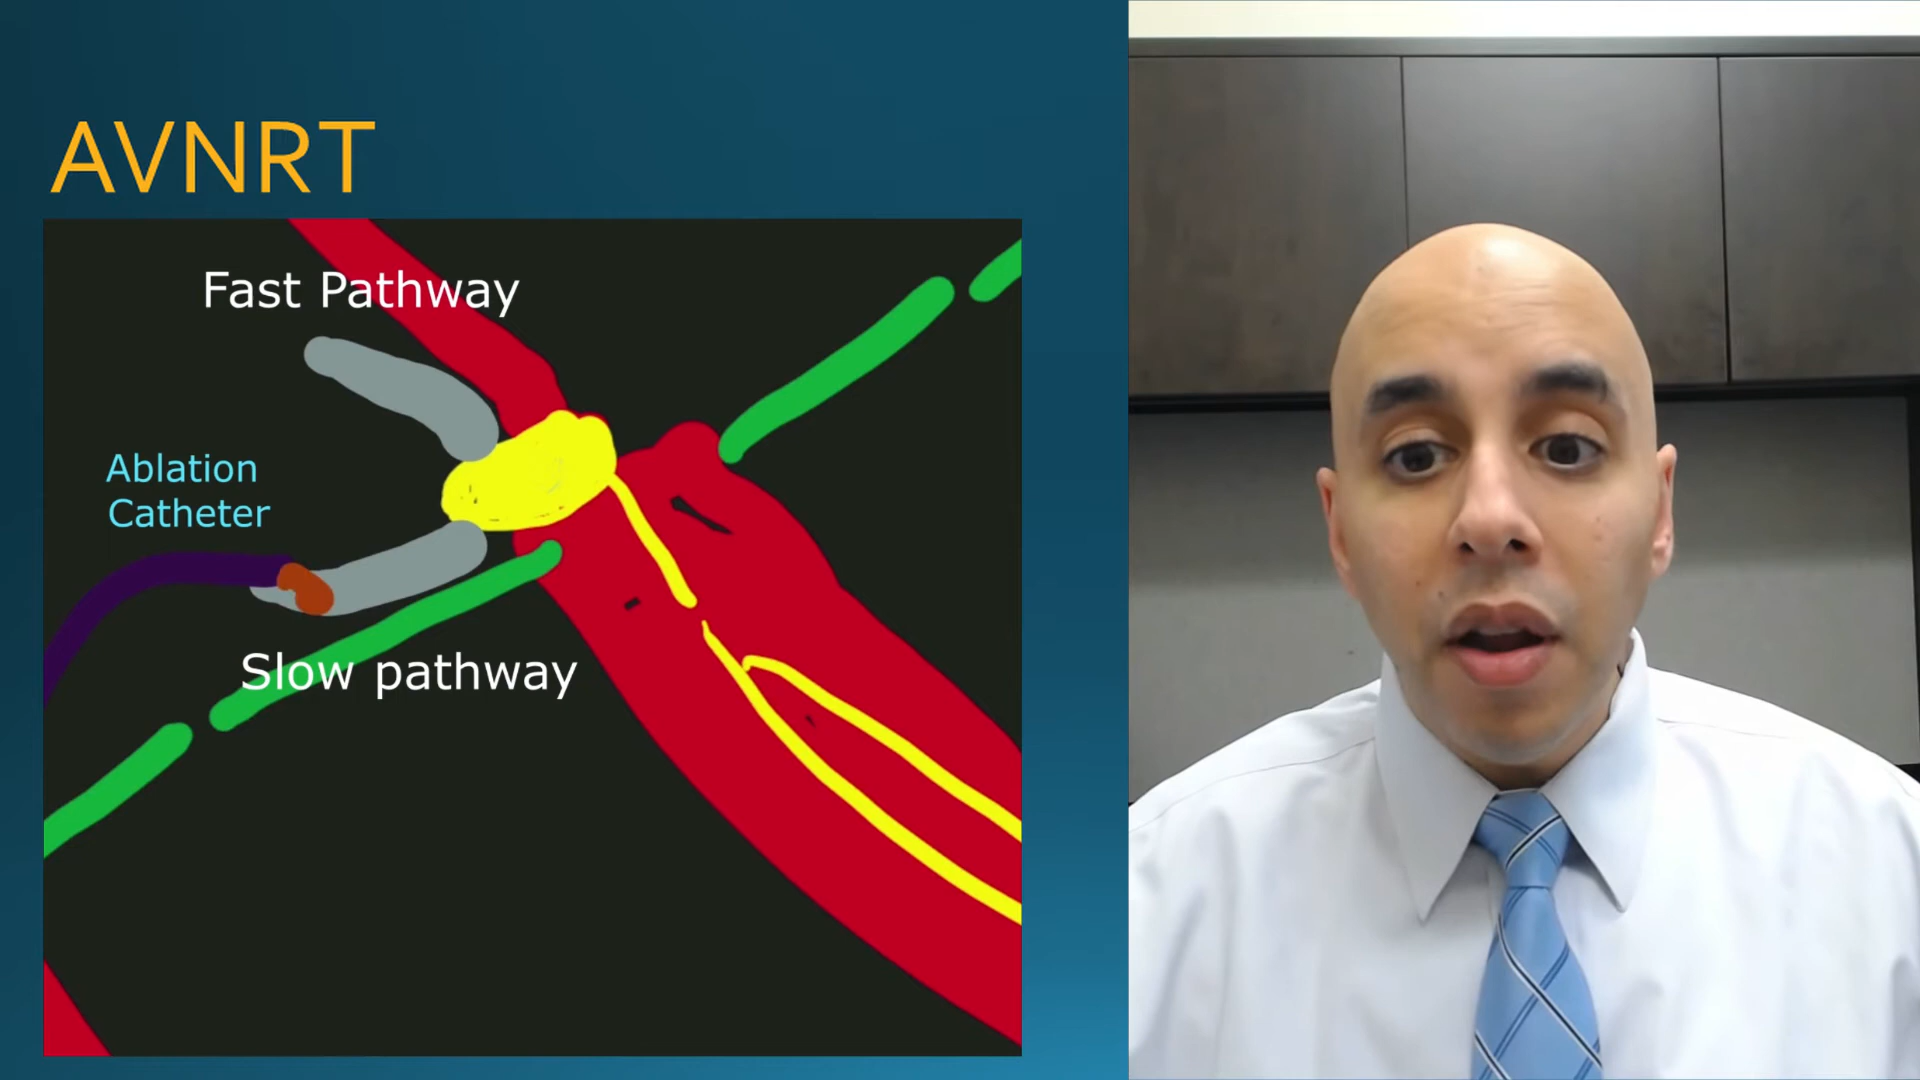 AVNRT
Fast Pathway
Ablation
Catheter
Slow pathway